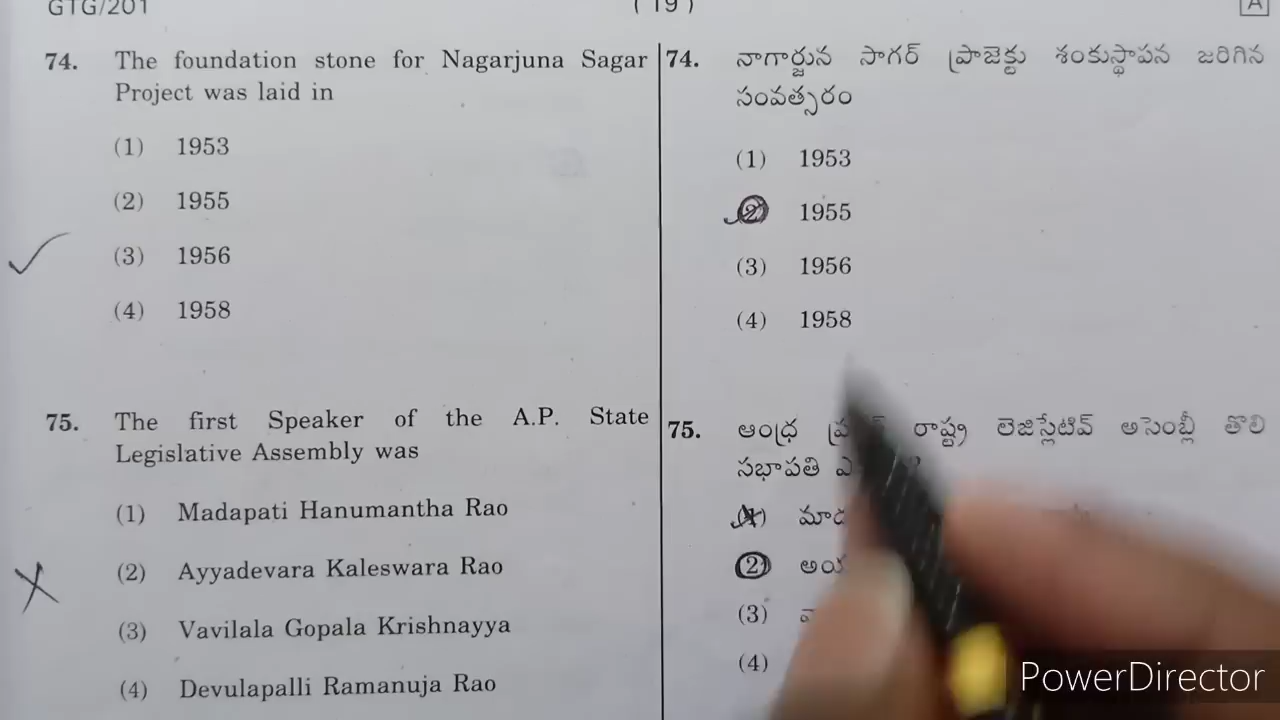 GTG/201
( 19 )
A
74. The foundation stone for Nagarjuna Sagar
Project was laid in
(1) 1953
(2) 1955
(3) 1956
(4) 1958
75. The first Speaker of the A.P. State
Legislative Assembly was
(1) Madapati Hanumantha Rao
(2) Ayyadevara Kaleswara Rao
(3) Vavilala Gopala Krishnayya
(4) Devulapalli Ramanuja Rao
74. నాగార్జున సాగర్ ప్రాజెక్టు శంకుస్థాపన జరిగిన
సంవత్సరం
(1) 1953
(2) 1955
(3) 1956
(4) 1958
75. ఆంధ్ర రాష్ట్ర లెజిస్లేటివ్ అసెంబ్లీ తొలి
సభాపతి
(1)
(2)
(3)
(4)
PowerDirector